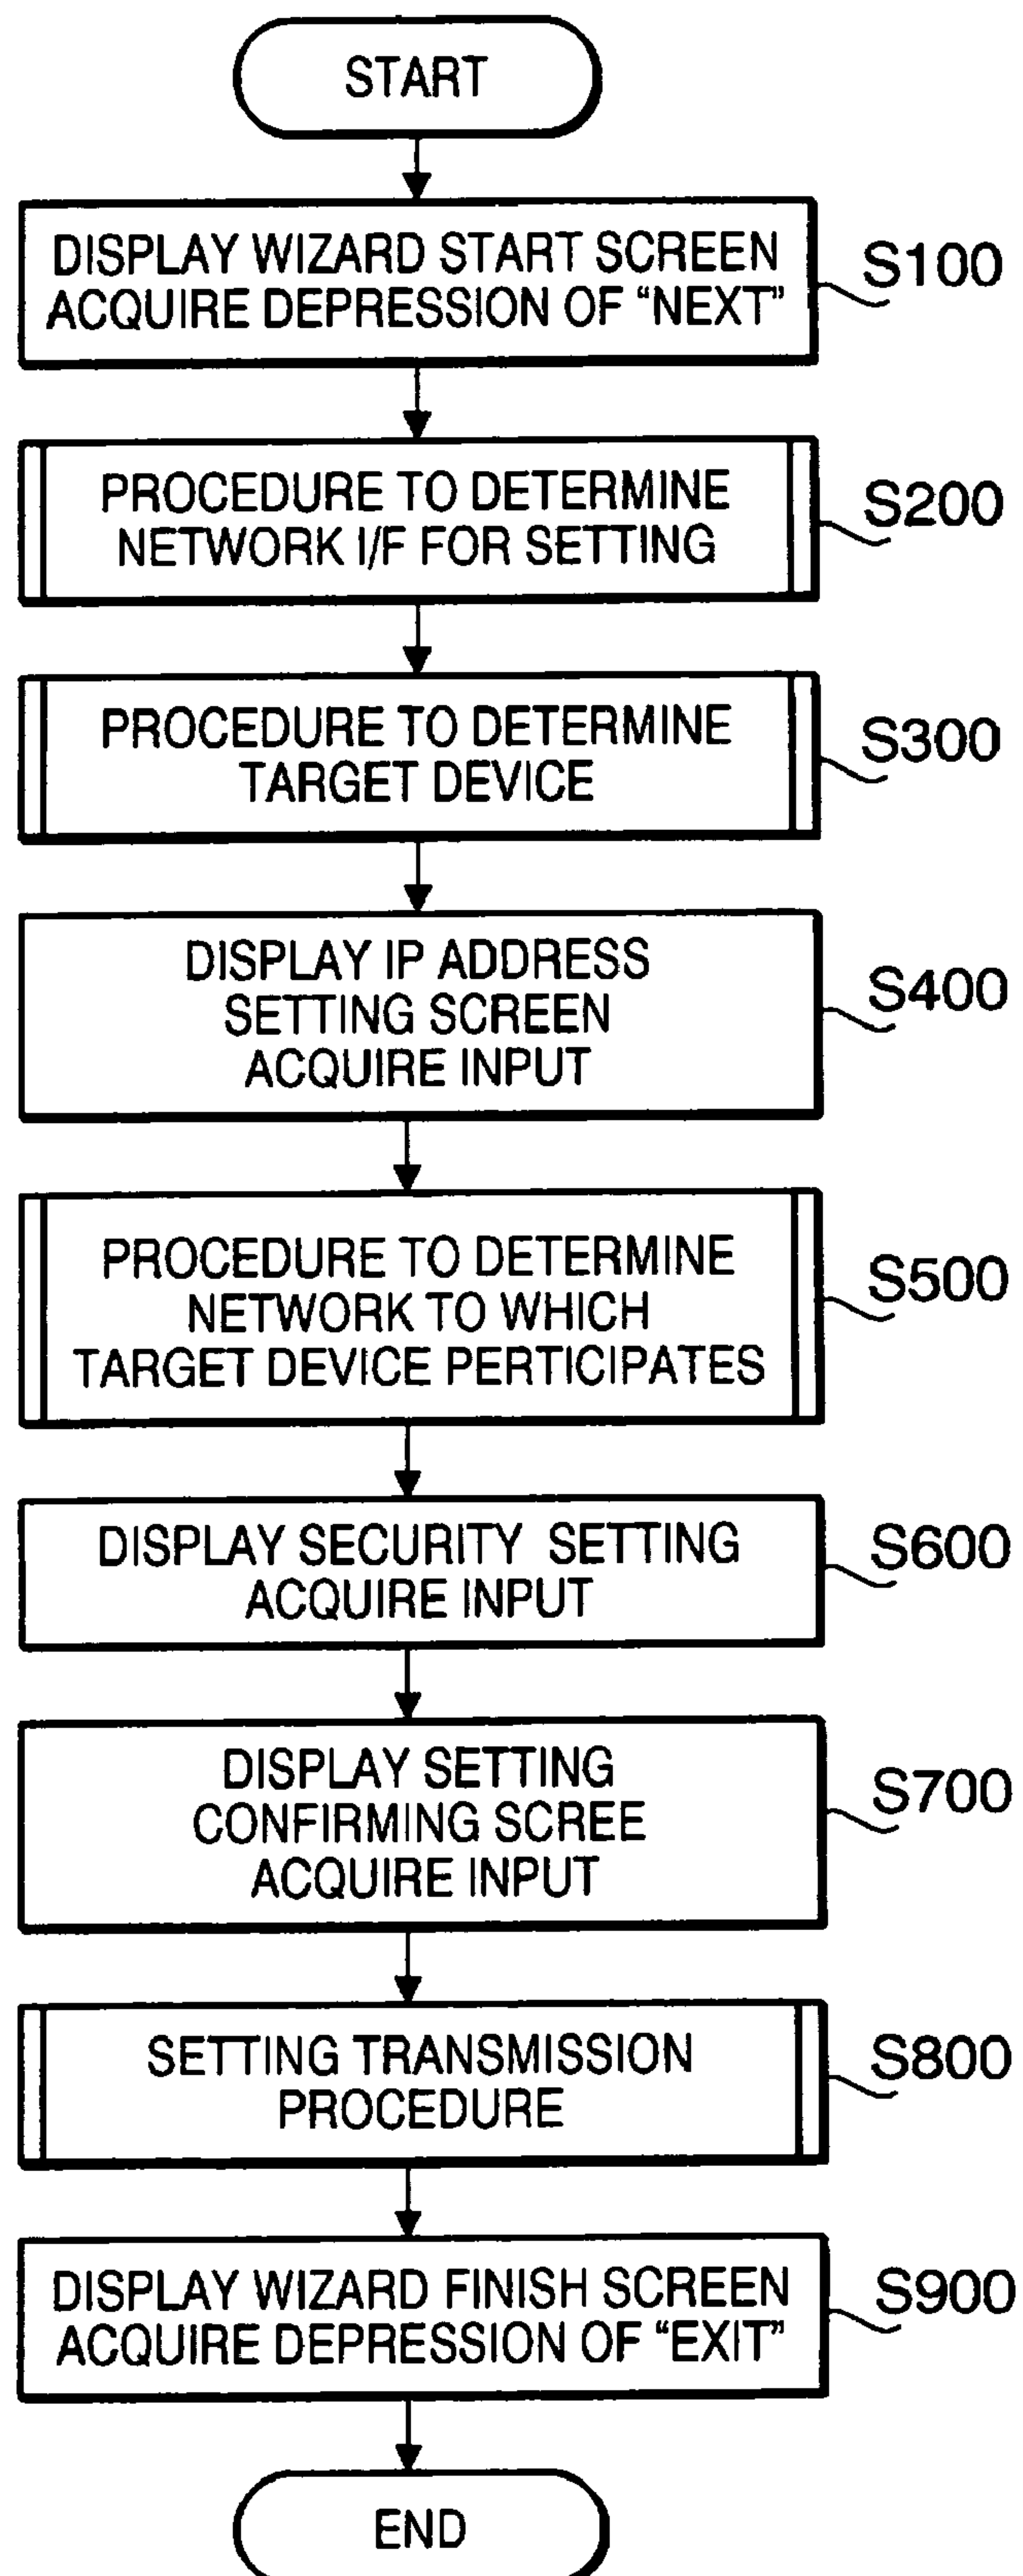 START
DISPLAY WIZARD START SCREEN
ACQUIRE DEPRESSION OF “NEXT”
S100
PROCEDURE TO DETERMINE
NETWORK I/F FOR SETTING
S200
PROCEDURE TO DETERMINE
TARGET DEVICE
S300
DISPLAY IP ADDRESS
SETTING SCREEN
ACQUIRE INPUT
S400
PROCEDURE TO DETERMINE
NETWORK TO WHICH
TARGET DEVICE PERTICIPATES
S500
DISPLAY SECURITY SETTING
ACQUIRE INPUT
S600
DISPLAY SETTING
CONFIRMING SCREE
ACQUIRE INPUT
S700
SETTING TRANSMISSION
PROCEDURE
S800
DISPLAY WIZARD FINISH SCREEN
ACQUIRE DEPRESSION OF “EXIT”
S900
END